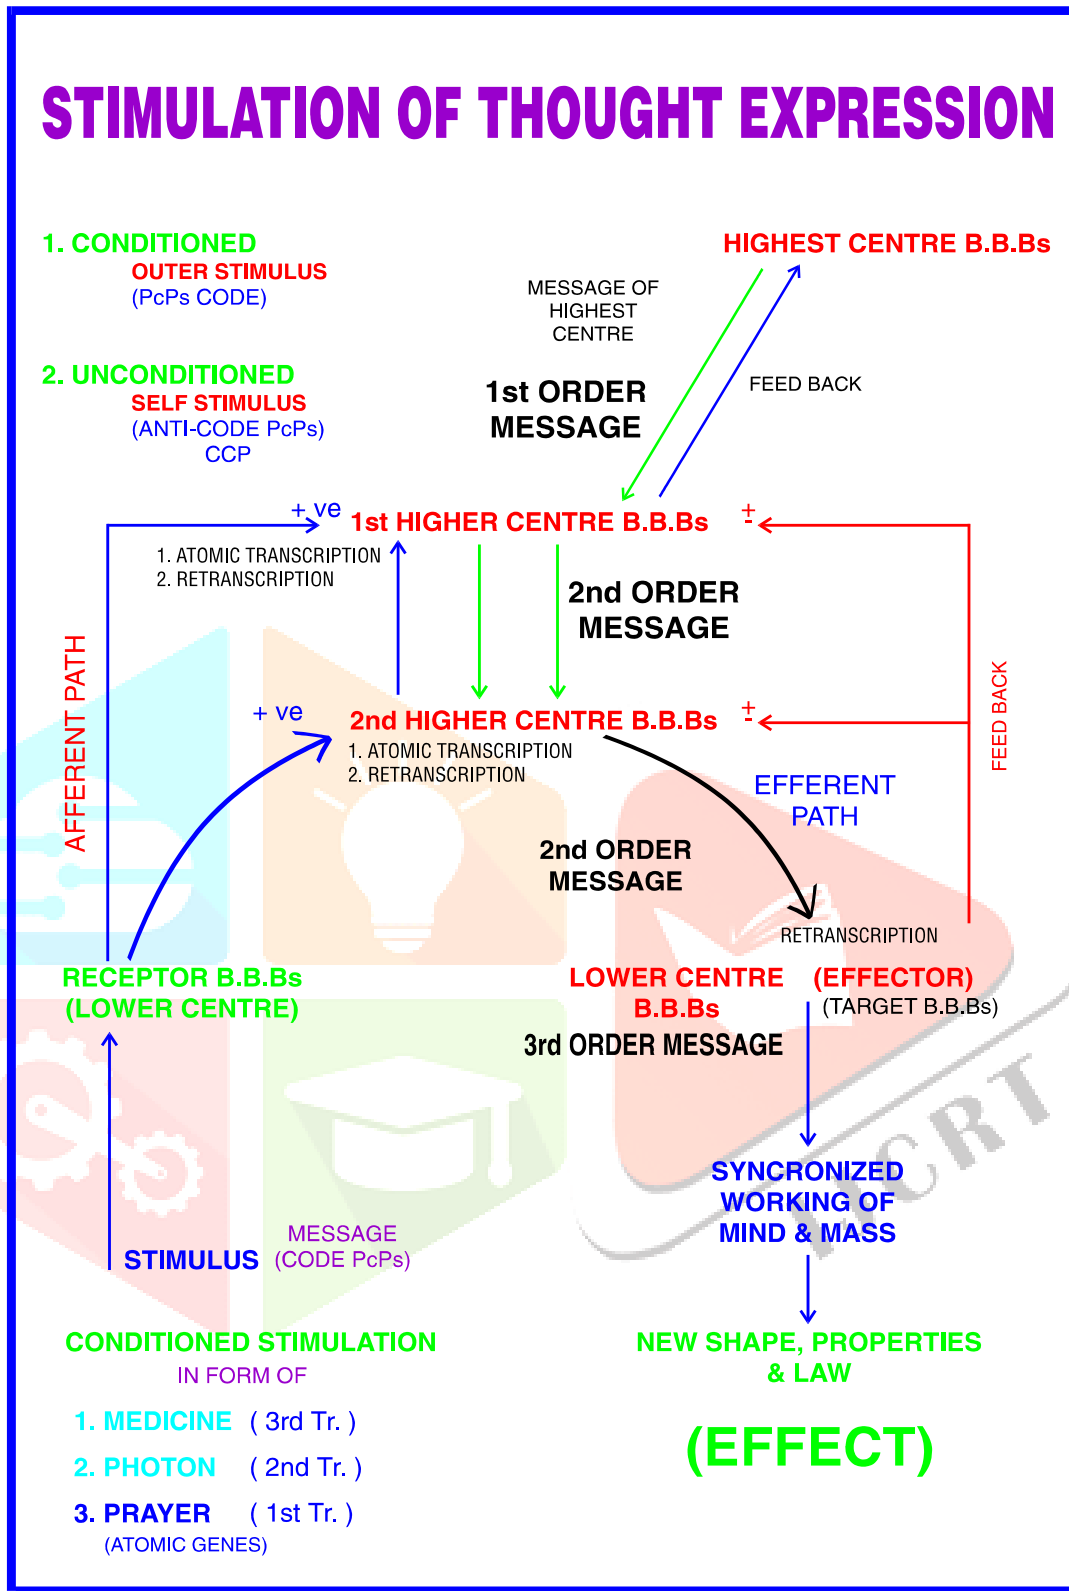 STIMULATION OF THOUGHT EXPRESSION
1. CONDITIONED
OUTER STIMULUS
(PcPs CODE)
2. UNCONDITIONED
SELF STIMULUS
(ANTI-CODE PcPs)
CCP
HIGHEST CENTRE B.B.Bs
MESSAGE OF
HIGHEST
CENTRE
1st ORDER
MESSAGE
FEED BACK
+ ve
1st HIGHER CENTRE B.B.Bs
±
1. ATOMIC TRANSCRIPTION
2. RETRANSCRIPTION
2nd ORDER
MESSAGE
AFFERENT PATH
FEED BACK
+ ve
2nd HIGHER CENTRE B.B.Bs
±
1. ATOMIC TRANSCRIPTION
2. RETRANSCRIPTION
EFFERENT
PATH
2nd ORDER
MESSAGE
RETRANSCRIPTION
RECEPTOR B.B.Bs
(LOWER CENTRE)
LOWER CENTRE
B.B.Bs
(EFFECTOR)
(TARGET B.B.Bs)
3rd ORDER MESSAGE
SYNCRONIZED
WORKING OF
MIND & MASS
STIMULUS
MESSAGE
(CODE PcPs)
CONDITIONED STIMULATION
IN FORM OF
1. MEDICINE ( 3rd Tr. )
2. PHOTON ( 2nd Tr. )
3. PRAYER ( 1st Tr. )
(ATOMIC GENES)
NEW SHAPE, PROPERTIES
& LAW
(EFFECT)
IJCRT